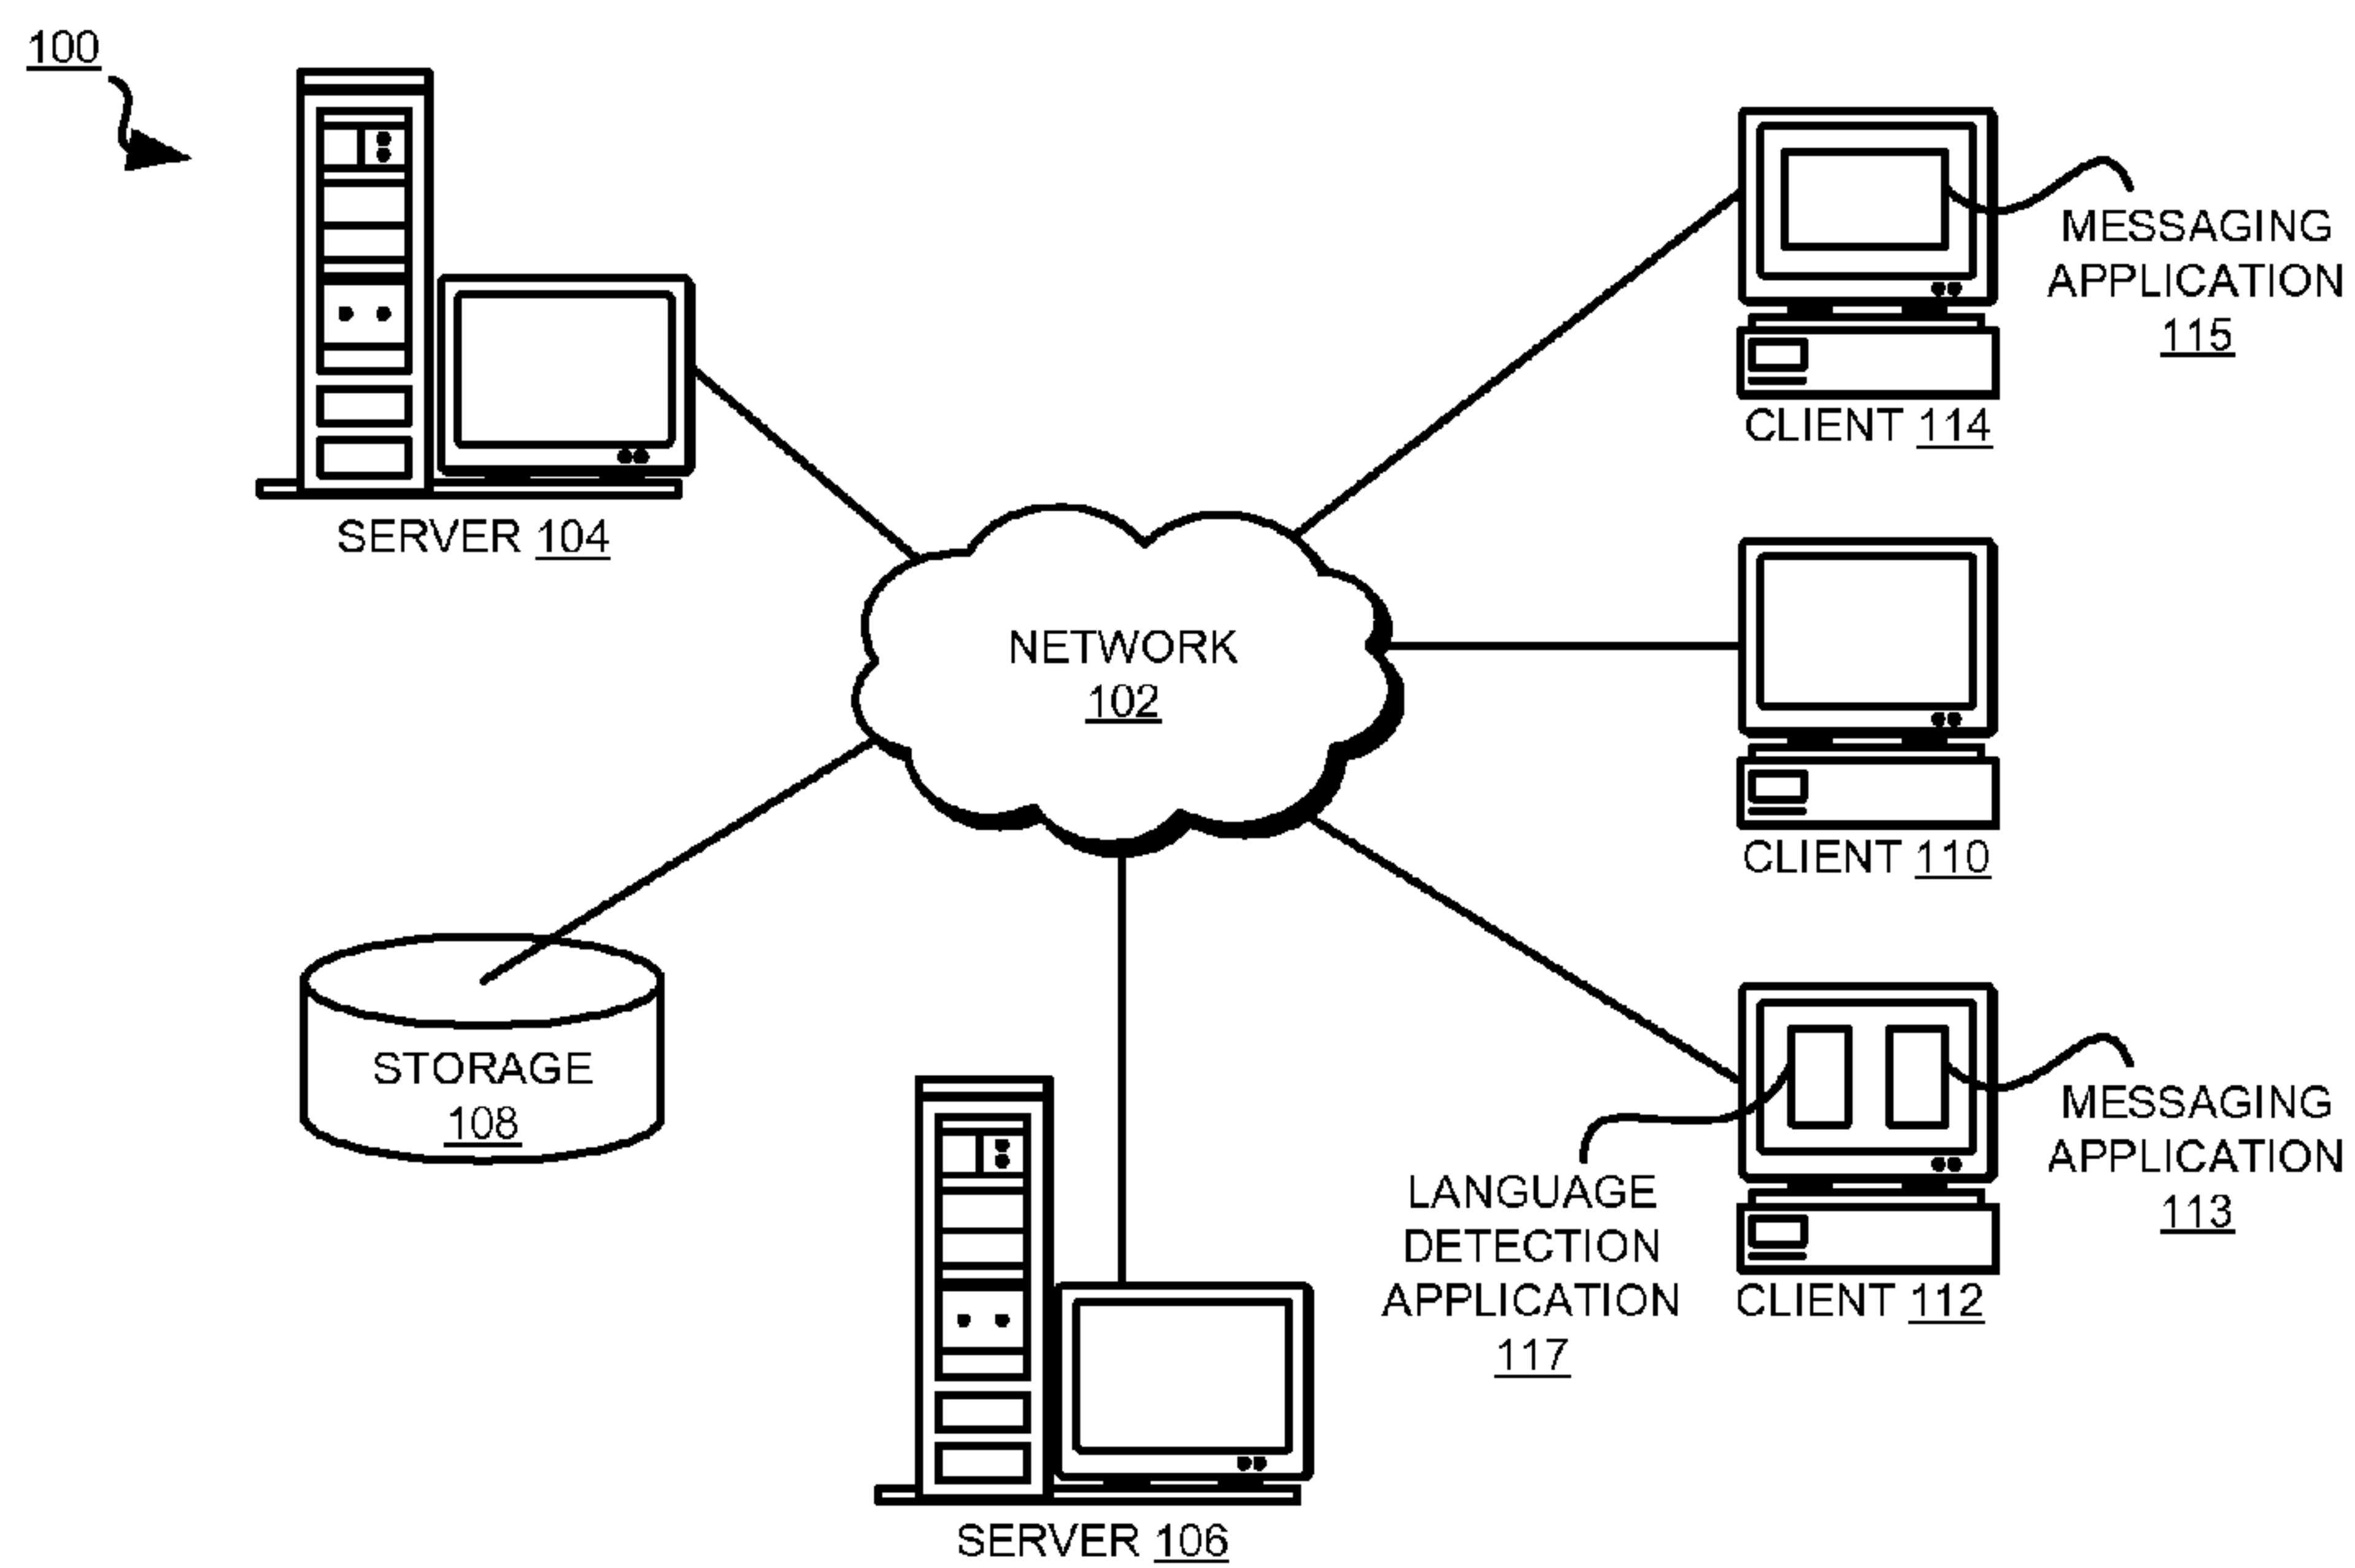 100
SERVER 104
MESSAGING
APPLICATION
115
CLIENT 114
NETWORK
102
CLIENT 110
STORAGE
108
LANGUAGE
DETECTION
APPLICATION
117
MESSAGING
APPLICATION
113
CLIENT 112
SERVER 106